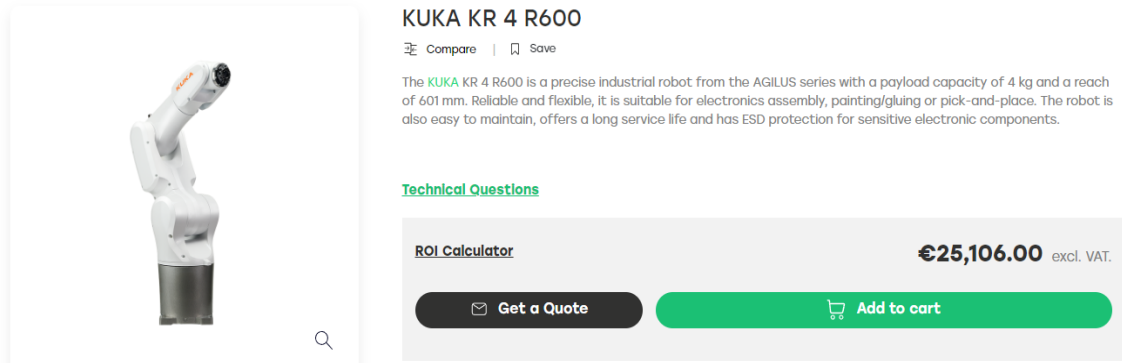 KUKA KR 4 R600
Compare | Save
The KUKA KR 4 R600 is a precise industrial robot from the AGILUS series with a payload capacity of 4 kg and a reach
of 601 mm. Reliable and flexible, it is suitable for electronics assembly, painting/gluing or pick-and-place. The robot is
also easy to maintain, offers a long service life and has ESD protection for sensitive electronic components.
Technical Questions
ROI Calculator
€25,106.00 excl. VAT.
Get a Quote
Add to cart
KUKA